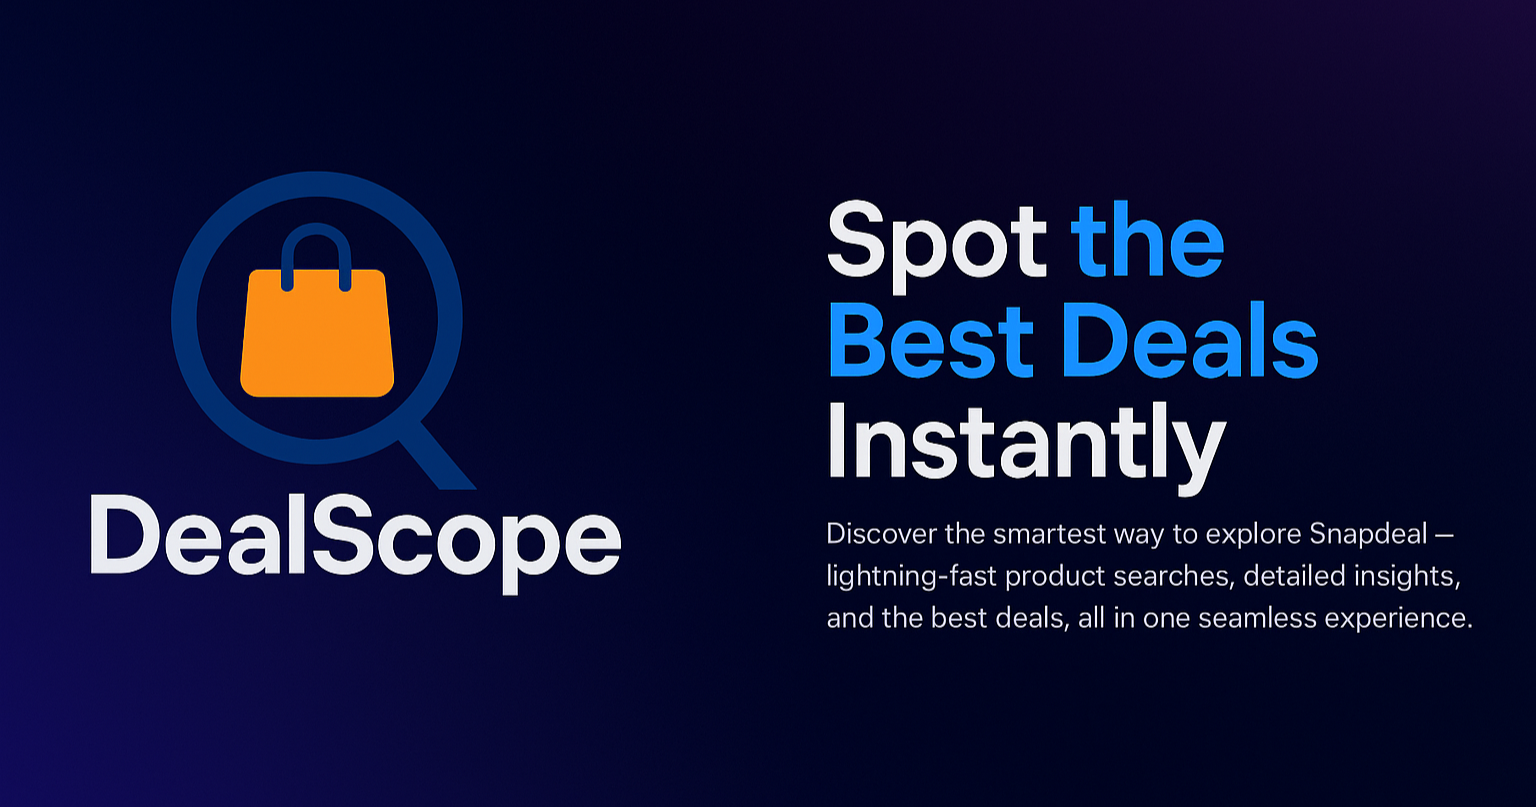 DealScope
Spot the
Best Deals
Instantly
Discover the smartest way to explore Snapdeal —
lightning-fast product searches, detailed insights,
and the best deals, all in one seamless experience.